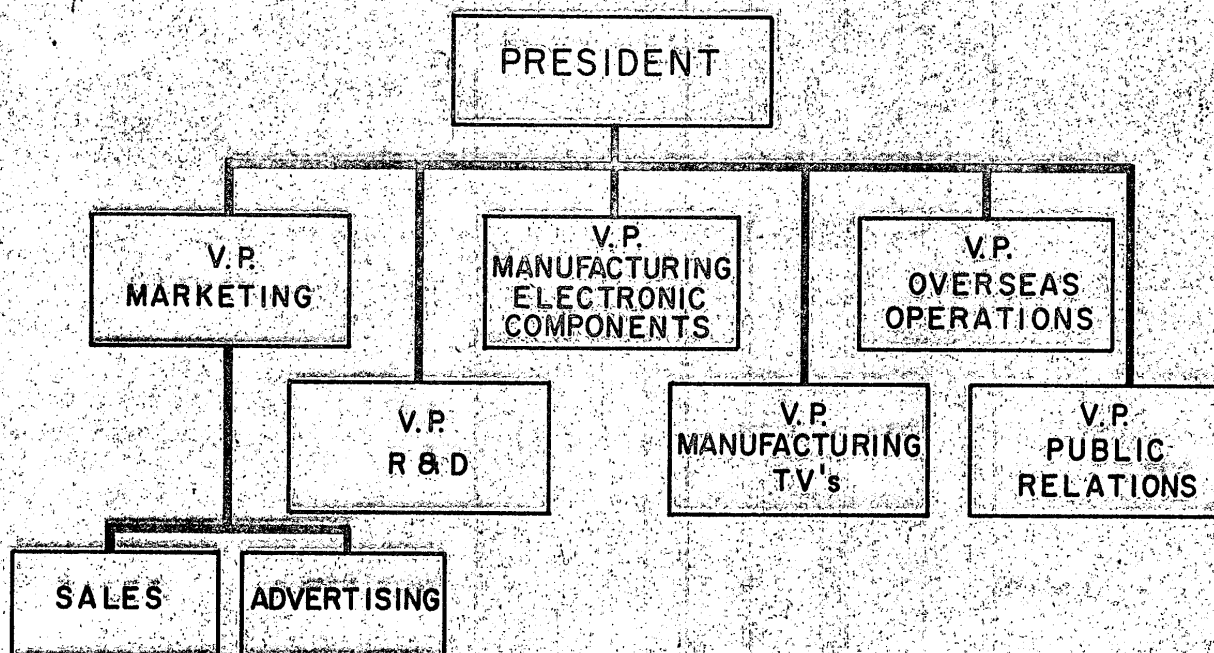 PRESIDENT
V.P.
MARKETING
V.P.
MANUFACTURING
ELECTRONIC
COMPONENTS
V.P.
OVERSEAS
OPERATIONS
V.P.
R & D
V.P.
MANUFACTURING
TV's
V.P.
PUBLIC
RELATIONS
SALES
ADVERTISING